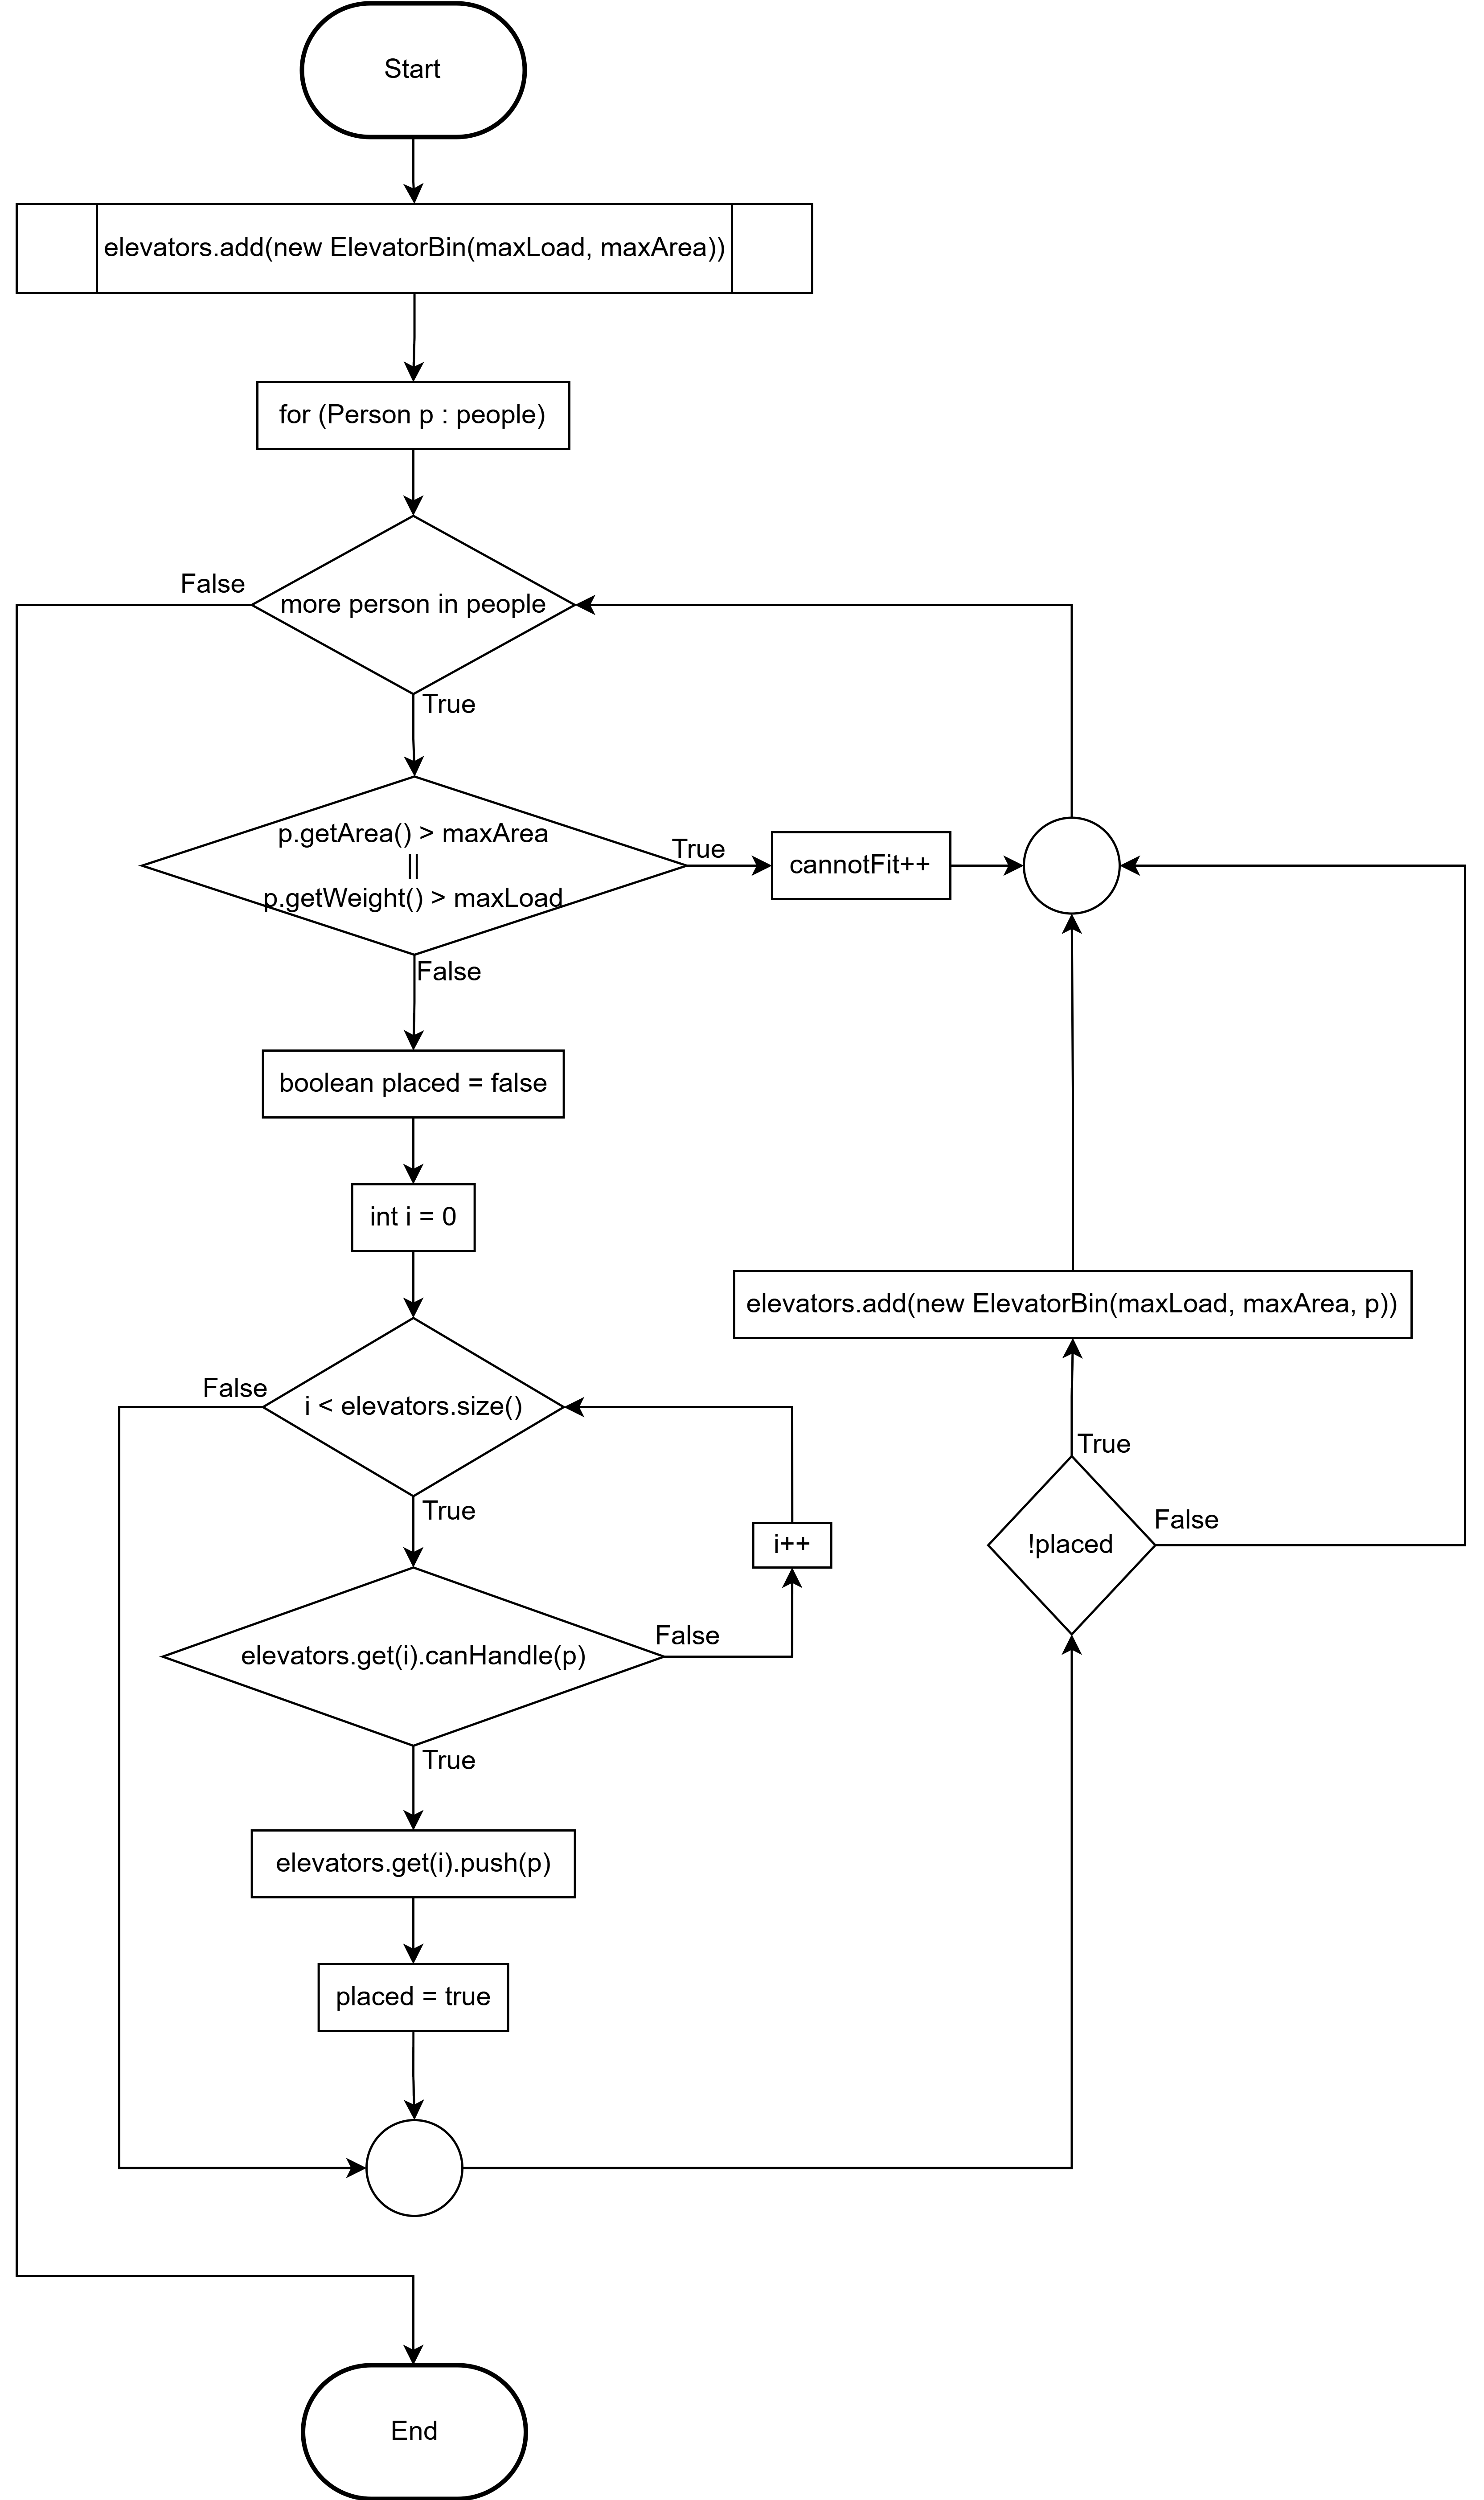 Start
elevators.add(new ElevatorBin(maxLoad, maxArea))
for (Person p : people)
False
more person in people
True
p.getArea() > maxArea
||
p.getWeight() > maxLoad
True
cannotFit++
False
boolean placed = false
int i = 0
elevators.add(new ElevatorBin(maxLoad, maxArea, p))
False
i < elevators.size()
True
True
i++
!placed
False
elevators.get(i).canHandle(p)
False
True
elevators.get(i).push(p)
placed = true
End